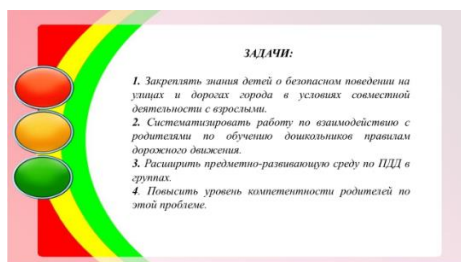 ЗАДАЧИ:
1. Закреплять знания детей о безопасном поведении на
улицах и дорогах города в условиях совместной
деятельности с взрослыми.
2. Систематизировать работу по взаимодействию с
родителями по обучению дошкольников правилам
дорожного движения.
3. Расширить предметно-развивающую среду по ПДД в
группах.
4. Повысить уровень компетентности родителей по
этой проблеме.